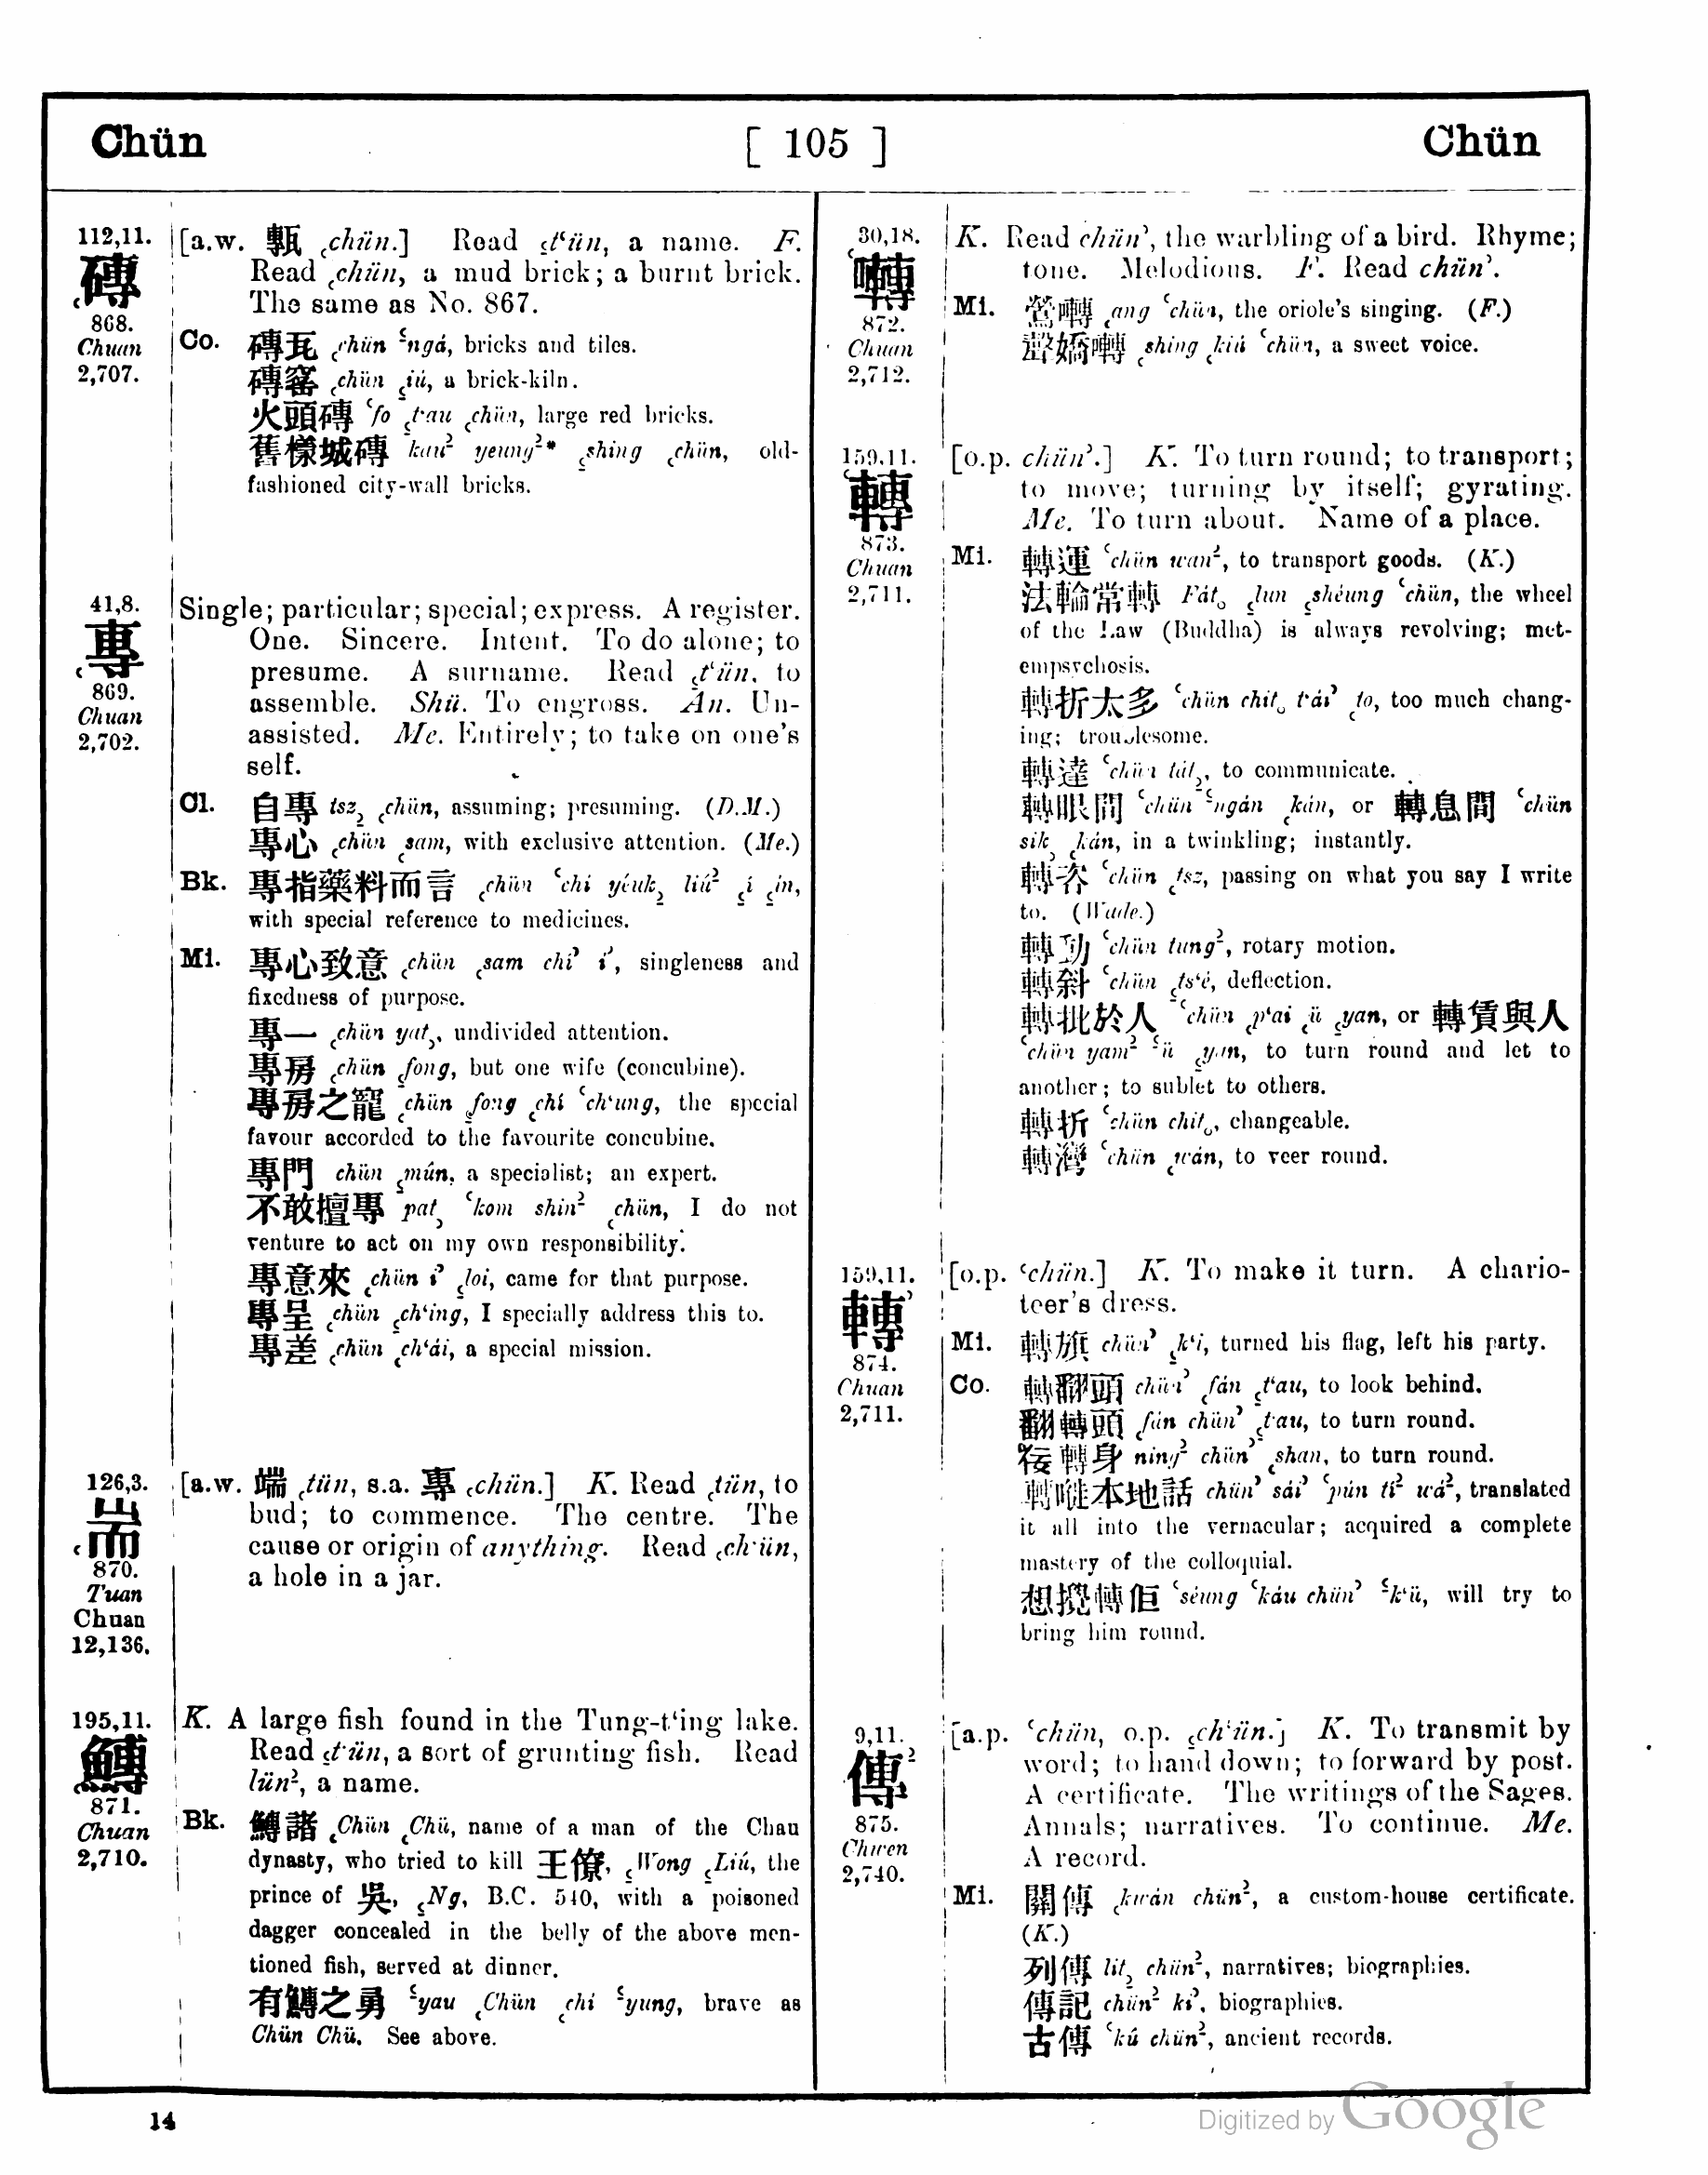 Chün [ 105 ] Chün
112,11.
磚
868.
Chuan
2,707.
[a.w. 甎 ˛chün.] Read ˛t‘ün, a name. F.
Read ˛chün, a mud brick; a burnt brick.
The same as No. 867.
Co. 磚瓦 ˛chün ‘ngá, bricks and tiles.
磚窰 ˛chün ˛iú, a brick-kiln.
火頭磚 ‘fo ˛t‘au ˛chün, large red bricks.
舊樣城磚 kau² yeung²* ˛shing ˛chün, old-
fashioned city-wall bricks.
41,8.
專
869.
Chuan
2,702.
Single; particular; special; express. A register.
One. Sincere. Intent. To do alone; to
presume. A surname. Read ˛t‘ün, to
assemble. Shü. To engross. Án. Un-
assisted. Me. Entirely; to take on one's
self.
Cl. 自專 tsz² ˛chün, assuming; presuming. (D.M.)
專心 ˛chün ˛sam, with exclusive attention. (Me.)
Bk. 專指藥料而言 ˛chün ‘chí yéuk² liú² ˛í ˛ín,
with special reference to medicines.
Mi. 專心致意 ˛chün ˛sam chí’ í’, singleness and
fixedness of purpose.
專一 ˛chün yat, undivided attention.
專房 ˛chün ˛fong, but one wife (concubine).
專房之寵 ˛chün ˛fong ˛chí ‘ch‘ung, the special
favour accorded to the favourite concubine.
專門 chün ˛mún, a specialist; an expert.
不敢擅專 pat ‘kom shin² ˛chün, I do not
venture to act on my own responsibility.
專意來 ˛chün í’ ˛loi, came for that purpose.
專呈 ˛chün ˛ch‘ing, I specially address this to.
專差 ˛chün ˛ch‘ái, a special mission.
126,3.
耑
870.
Tuan
Chuan
12,136.
[a.w. 端 ˛tün, s.a. 專 ˛chün.] K. Read ˛tün, to
bud; to commence. The centre. The
cause or origin of anything. Read ˛ch‘ün,
a hole in a jar.
195,11.
鱄
871.
Chuan
2,710.
K. A large fish found in the Tung-t‘ing lake.
Read ˛t‘ün, a sort of grunting fish. Read
lün², a name.
Bk. 鱄諸 ˛Chün ˛Chü, name of a man of the Chau
dynasty, who tried to kill 王僚, ˛Wong ˛Liú, the
prince of 吳, ˛Ng, B.C. 540, with a poisoned
dagger concealed in the belly of the above men-
tioned fish, served at dinner.
有鱄之勇 ‘yau ˛Chün ˛chí ‘yung, brave as
Chün Chü. See above.
14
30,18.
囀
872.
Chuan
2,712.
K. Read chün’, the warbling of a bird. Rhyme;
tone. Melodious. F. Read chün’.
Mi. 鶯囀 ˛ang ‘chün, the oriole's singing. (F.)
聲嬌囀 ˛shing ˛kiú ‘chün, a sweet voice.
159,11.
轉
873.
Chuan
2,711.
[o.p. chün’.] K. To turn round; to transport;
to move; turning by itself; gyrating.
Me. To turn about. Name of a place.
Mi. 轉運 ‘chün wan², to transport goods. (K.)
法輪常轉 Fát ˛lun ˛shéung ‘chün, the wheel
of the Law (Buddha) is always revolving; met-
empsychosis.
轉折太多 ‘chün chit t‘ái’ ˛to, too much chang-
ing; troublesome.
轉達 ‘chün tát², to communicate.
轉眼間 ‘chün ‘ngán ˛kán, or 轉息間 ‘chün
sik ˛kán, in a twinkling; instantly.
轉咨 ‘chün ˛tsz, passing on what you say I write
to. (Wade.)
轉動 ‘chün tung², rotary motion.
轉斜 ‘chün ˛ts‘é, deflection.
轉批於人 ‘chün ˛p‘ai ˛ü ˛yan, or 轉賃與人
‘chün yam² ‘ü ˛yan, to turn round and let to
another; to sublet to others.
轉折 ‘chün chit, changeable.
轉灣 ‘chün ˛wán, to veer round.
159,11.
轉
874.
Chuan
2,711.
[o.p. ‘chün.] K. To make it turn. A chario-
teer's dress.
Mi. 轉旗 chün’ ˛k‘i, turned his flag, left his party.
Co. 轉翻頭 chün’ ˛fán ˛t‘au, to look behind.
翻轉頭 ˛fán chün’ ˛t‘au, to turn round.
轉身 ning² chün’ ˛shan, to turn round.
轉嘥本地話 chün’ sái’ ‘pún tí² wá², translated
it all into the vernacular; acquired a complete
mastery of the colloquial.
想攪轉佢 ‘séung ‘káu chün’ ‘k‘ü, will try to
bring him round.
9,11.
傳
875.
Chwen
2,740.
[a.p. ‘chün, o.p. ˛ch‘ün.] K. To transmit by
word; to hand down; to forward by post.
A certificate. The writings of the Sages.
Annals; narratives. To continue. Me.
A record.
Mi. 關傳 ˛kwán chün², a custom-house certificate.
(K.)
列傳 lit² chün², narratives; biographies.
傳記 chün² kí’, biographies.
古傳 ‘kú chün², ancient records.
Digitized by Google